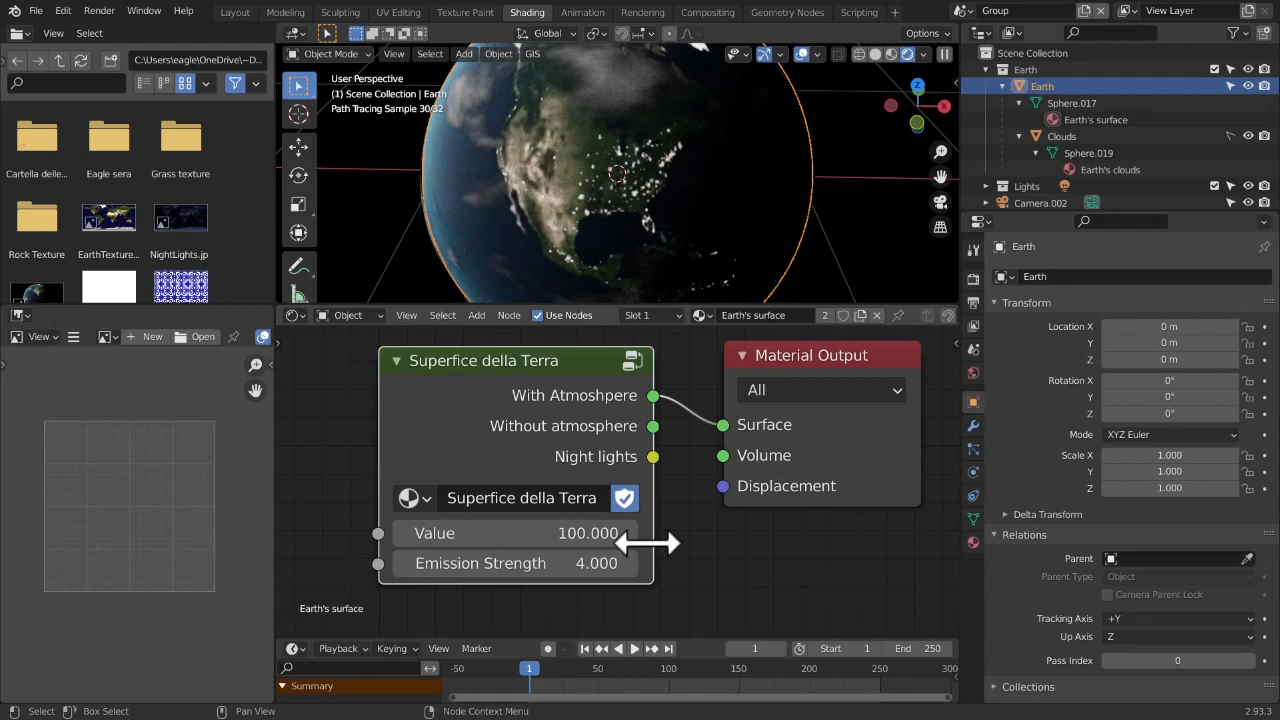 File Edit Render Window Help Layout Modeling Sculpting UV Editing Texture Paint Shading Animation Rendering Compositing Geometry Nodes Scripting + Group View Layer
View Select
Global
Options
C:\Users\eagle\OneDrive\~D...
Object Mode View Select Add Object GIS
User Perspective
(1) Scene Collection | Earth
Path Tracing Sample 30/32
Z
X
Scene Collection
Earth
Earth
Sphere.017
Earth's surface
Clouds
Sphere.019
Earth's clouds
Lights
Camera.002
Cartella delle...
Eagle sera
Grass texture
Rock Texture
EarthTexture...
NightLights.jp
View
New
Open
Object View Select Add Node Use Nodes Slot 1 Earth's surface 2
Superfice della Terra
With Atmoshpere
Without atmosphere
Night lights
Superfice della Terra
Value 100.000
Emission Strength 4.000
Material Output
All
Surface
Volume
Displacement
Earth's surface
Earth
Earth
Transform
Location X 0 m
Y 0 m
Z 0 m
Rotation X 0°
Y 0°
Z 0°
Mode XYZ Euler
Scale X 1.000
Y 1.000
Z 1.000
Delta Transform
Relations
Parent
Parent Type Object
Camera Parent Lock
Tracking Axis +Y
Up Axis Z
Pass Index 0
Collections
Playback Keying View Marker 1 Start 1 End 250
-50 1 50 100 150 200 250 300
Summary
Select Box Select Pan View Node Context Menu 2.93.3